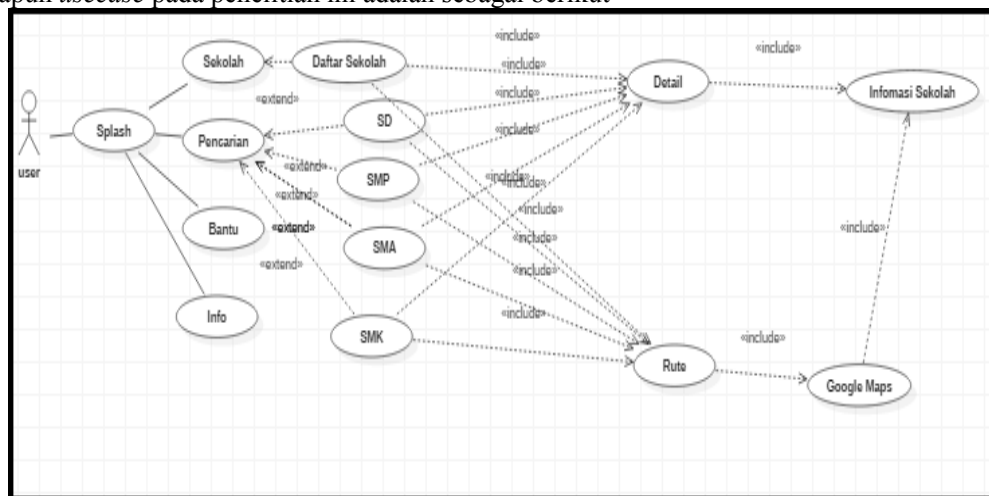 usecase pada penelitian ini adalah sebagai berikut
«include»
«include»
«include»
Sekolah
Daftar Sekolah
Detail
Infomasi Sekolah
«extend»
«include»
user
Splash
Pencarian
SD
«include»
«extend»
SMP
«include»
«include»
«extend»
«include»
Bantu
«extend»
SMA
«include»
«include»
«extend»
«include»
Info
«include»
SMK
«include»
Rute
Google Maps